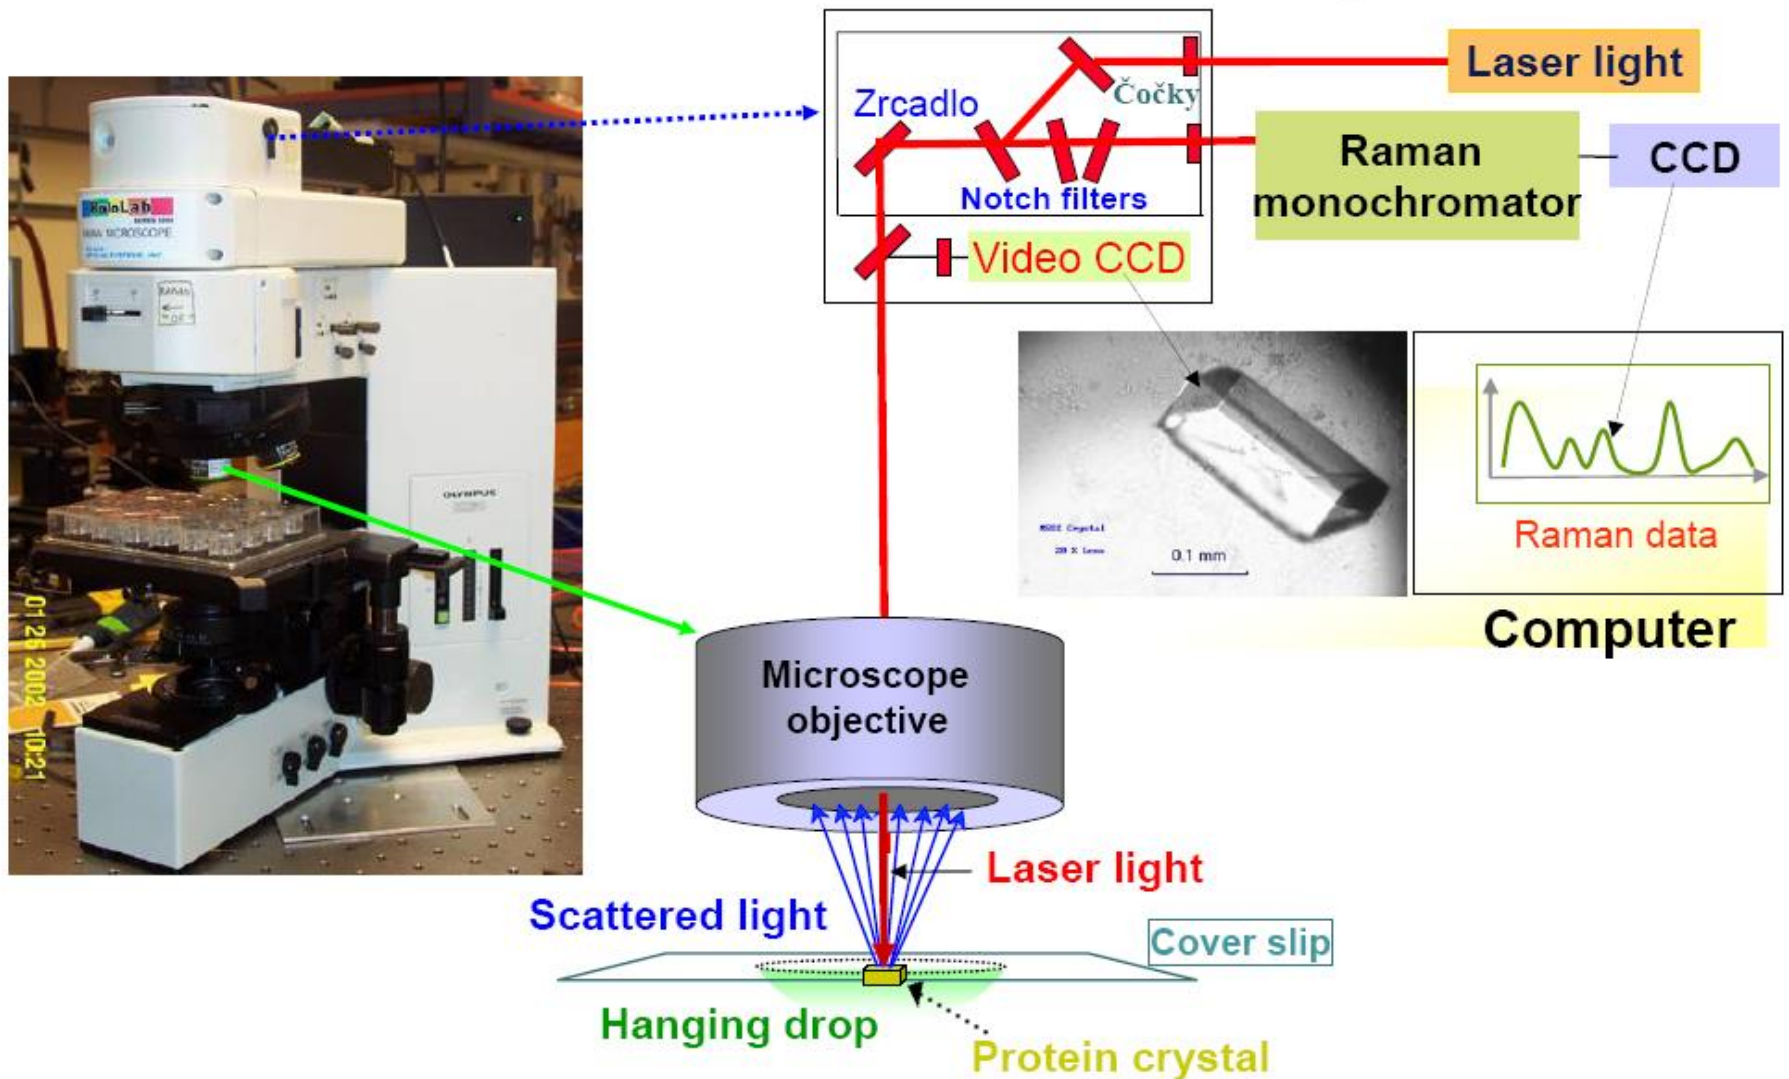 Laser light
Čočky
Zrcadlo
Raman
monochromator
CCD
Notch filters
Video CCD
0.1 mm
Raman data
Computer
OLYMPUS
Microscope
objective
01 25 2002 10:21
Laser light
Scattered light
Cover slip
Hanging drop
Protein crystal